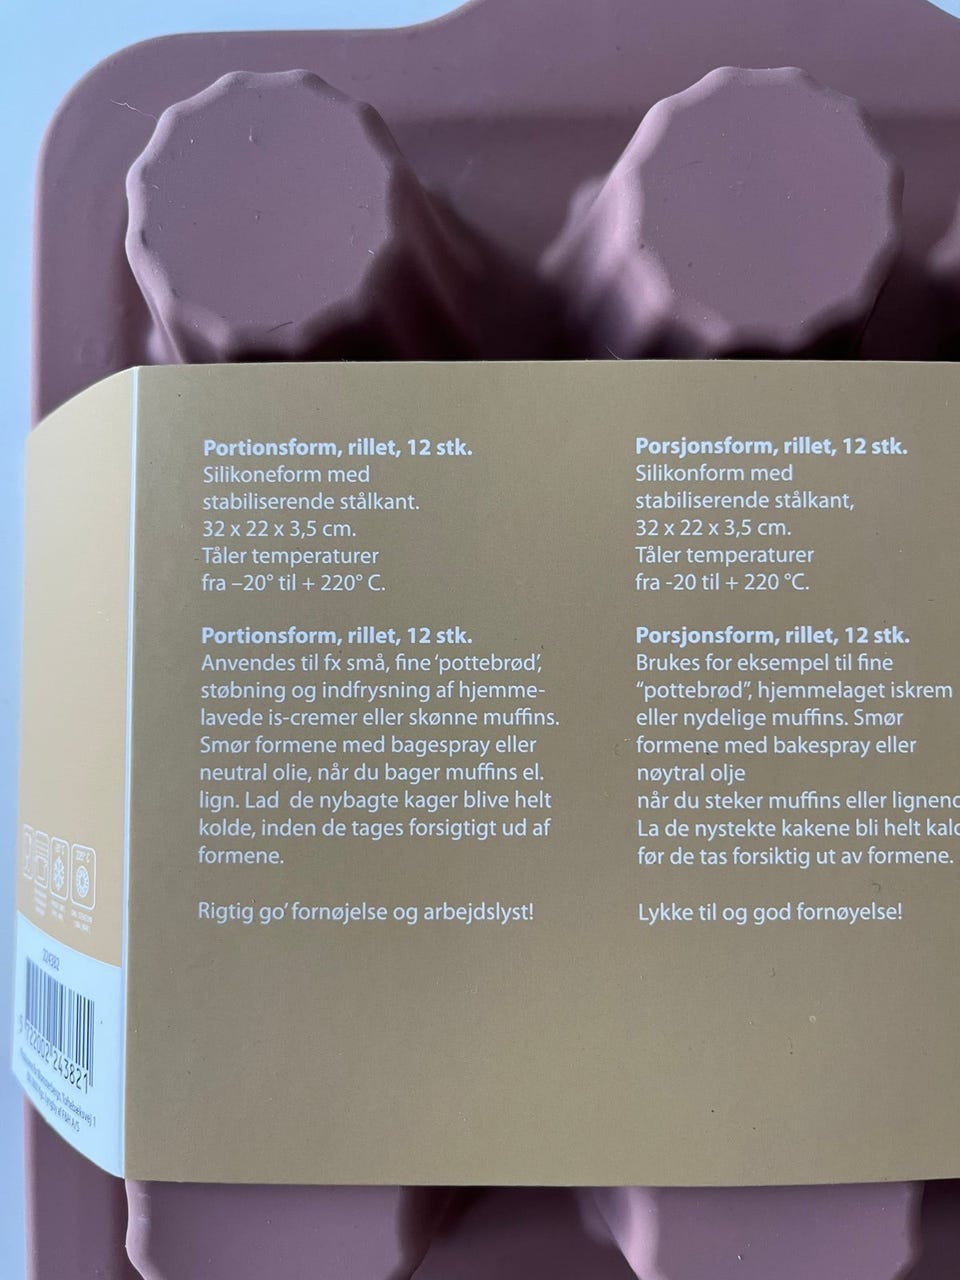 Portionsform, rillet, 12 stk.
Silikoneform med
stabiliserende stålkant.
32 x 22 x 3,5 cm.
Tåler temperaturer
fra –20° til + 220° C.
Portionsform, rillet, 12 stk.
Anvendes til fx små, fine ‘pottebrød’,
støbning og indfrysning af hjemme-
lavede is-cremer eller skønne muffins.
Smør formene med bagespray eller
neutral olie, når du bager muffins el.
lign. Lad de nybagte kager blive helt
kolde, inden de tages forsigtigt ud af
formene.
Rigtig go’ fornøjelse og arbejdslyst!
Porsjonsform, rillet, 12 stk.
Silikonform med
stabiliserende stålkant,
32 x 22 x 3,5 cm.
Tåler temperaturer
fra -20 til + 220 °C.
Porsjonsform, rillet, 12 stk.
Brukes for eksempel til fine
“pottebrød”, hjemmelaget iskrem
eller nydelige muffins. Smør
formene med bakespray eller
nøytral olje
når du steker muffins eller lignend
La de nystekte kakene bli helt kald
før de tas forsiktig ut av formene.
Lykke til og god fornøyelse!
224382
5 722002 243821